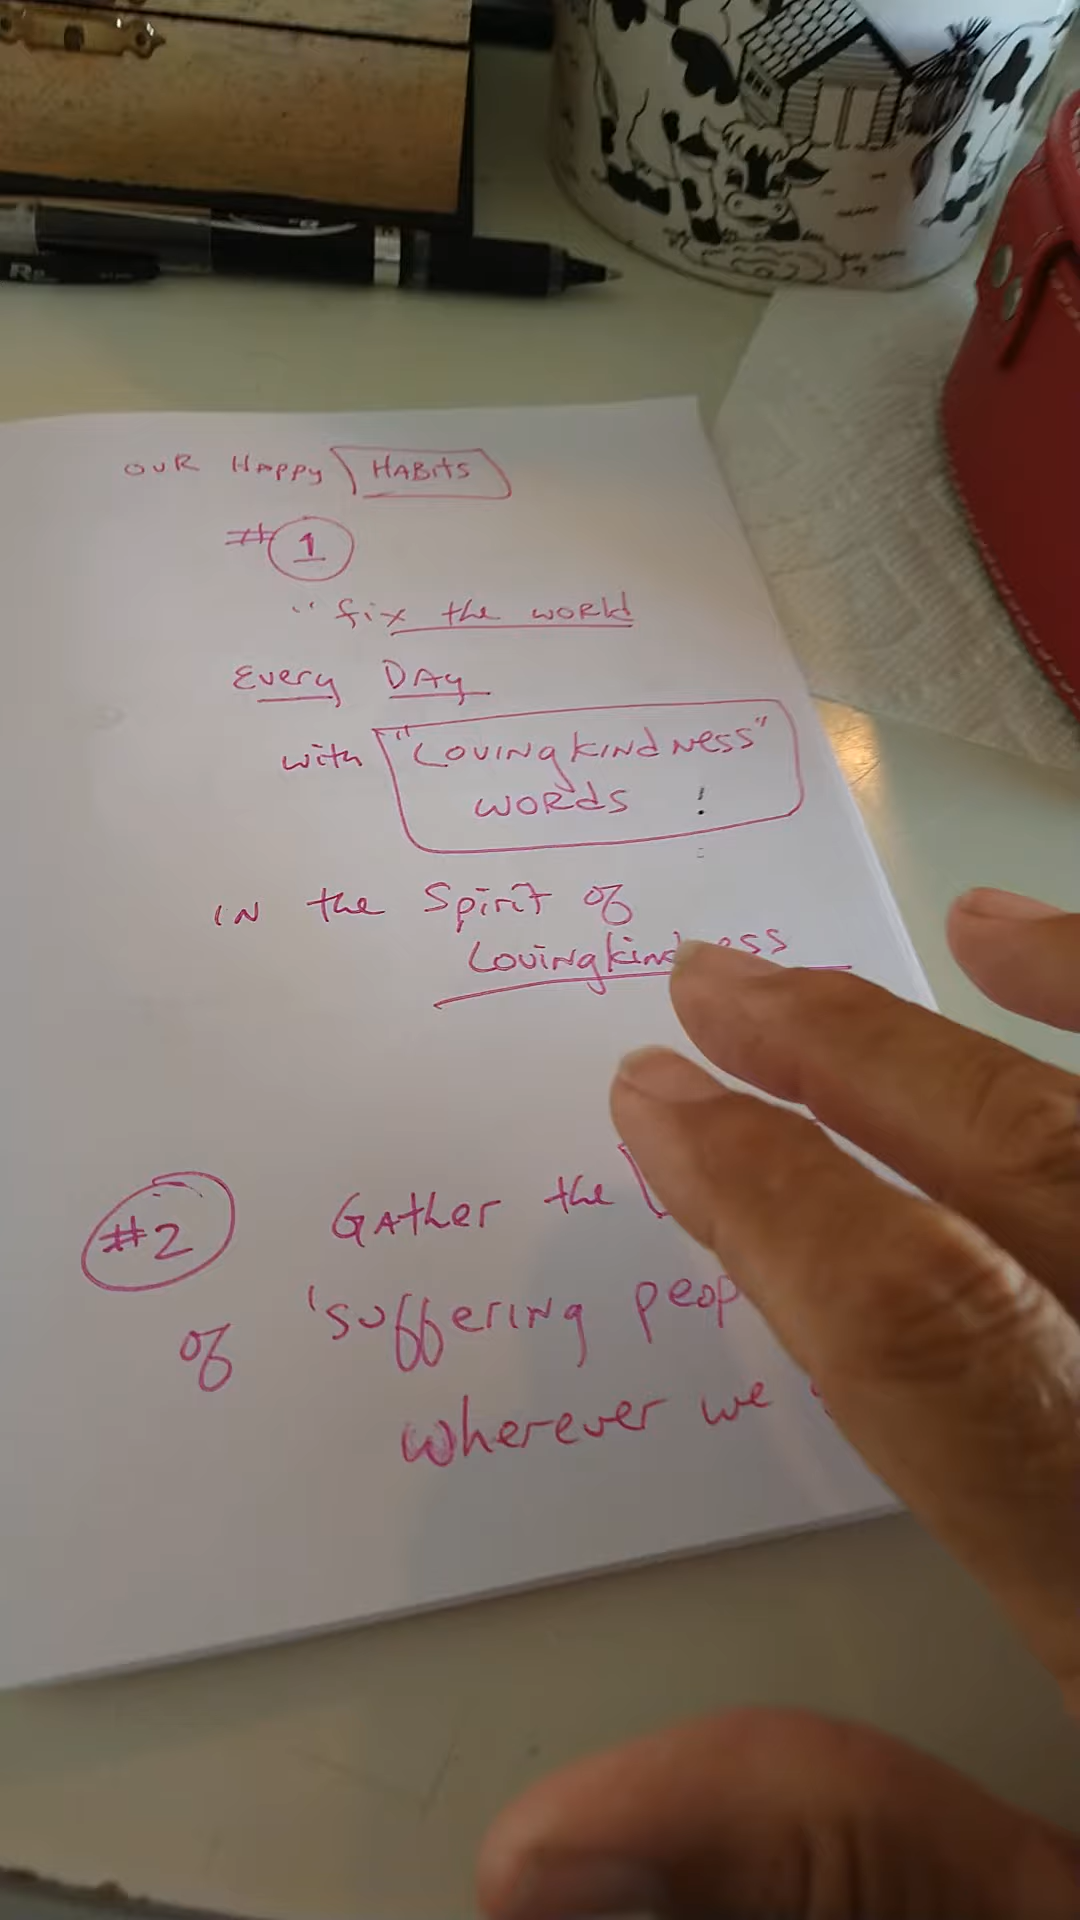 OUR HAPPY HABITS
#1
" fix the world
Every DAy
with "LOVINGkINdNESS"
WORds !
IN the Spirit of
#2 GAther the
of 'suffering
wherever we